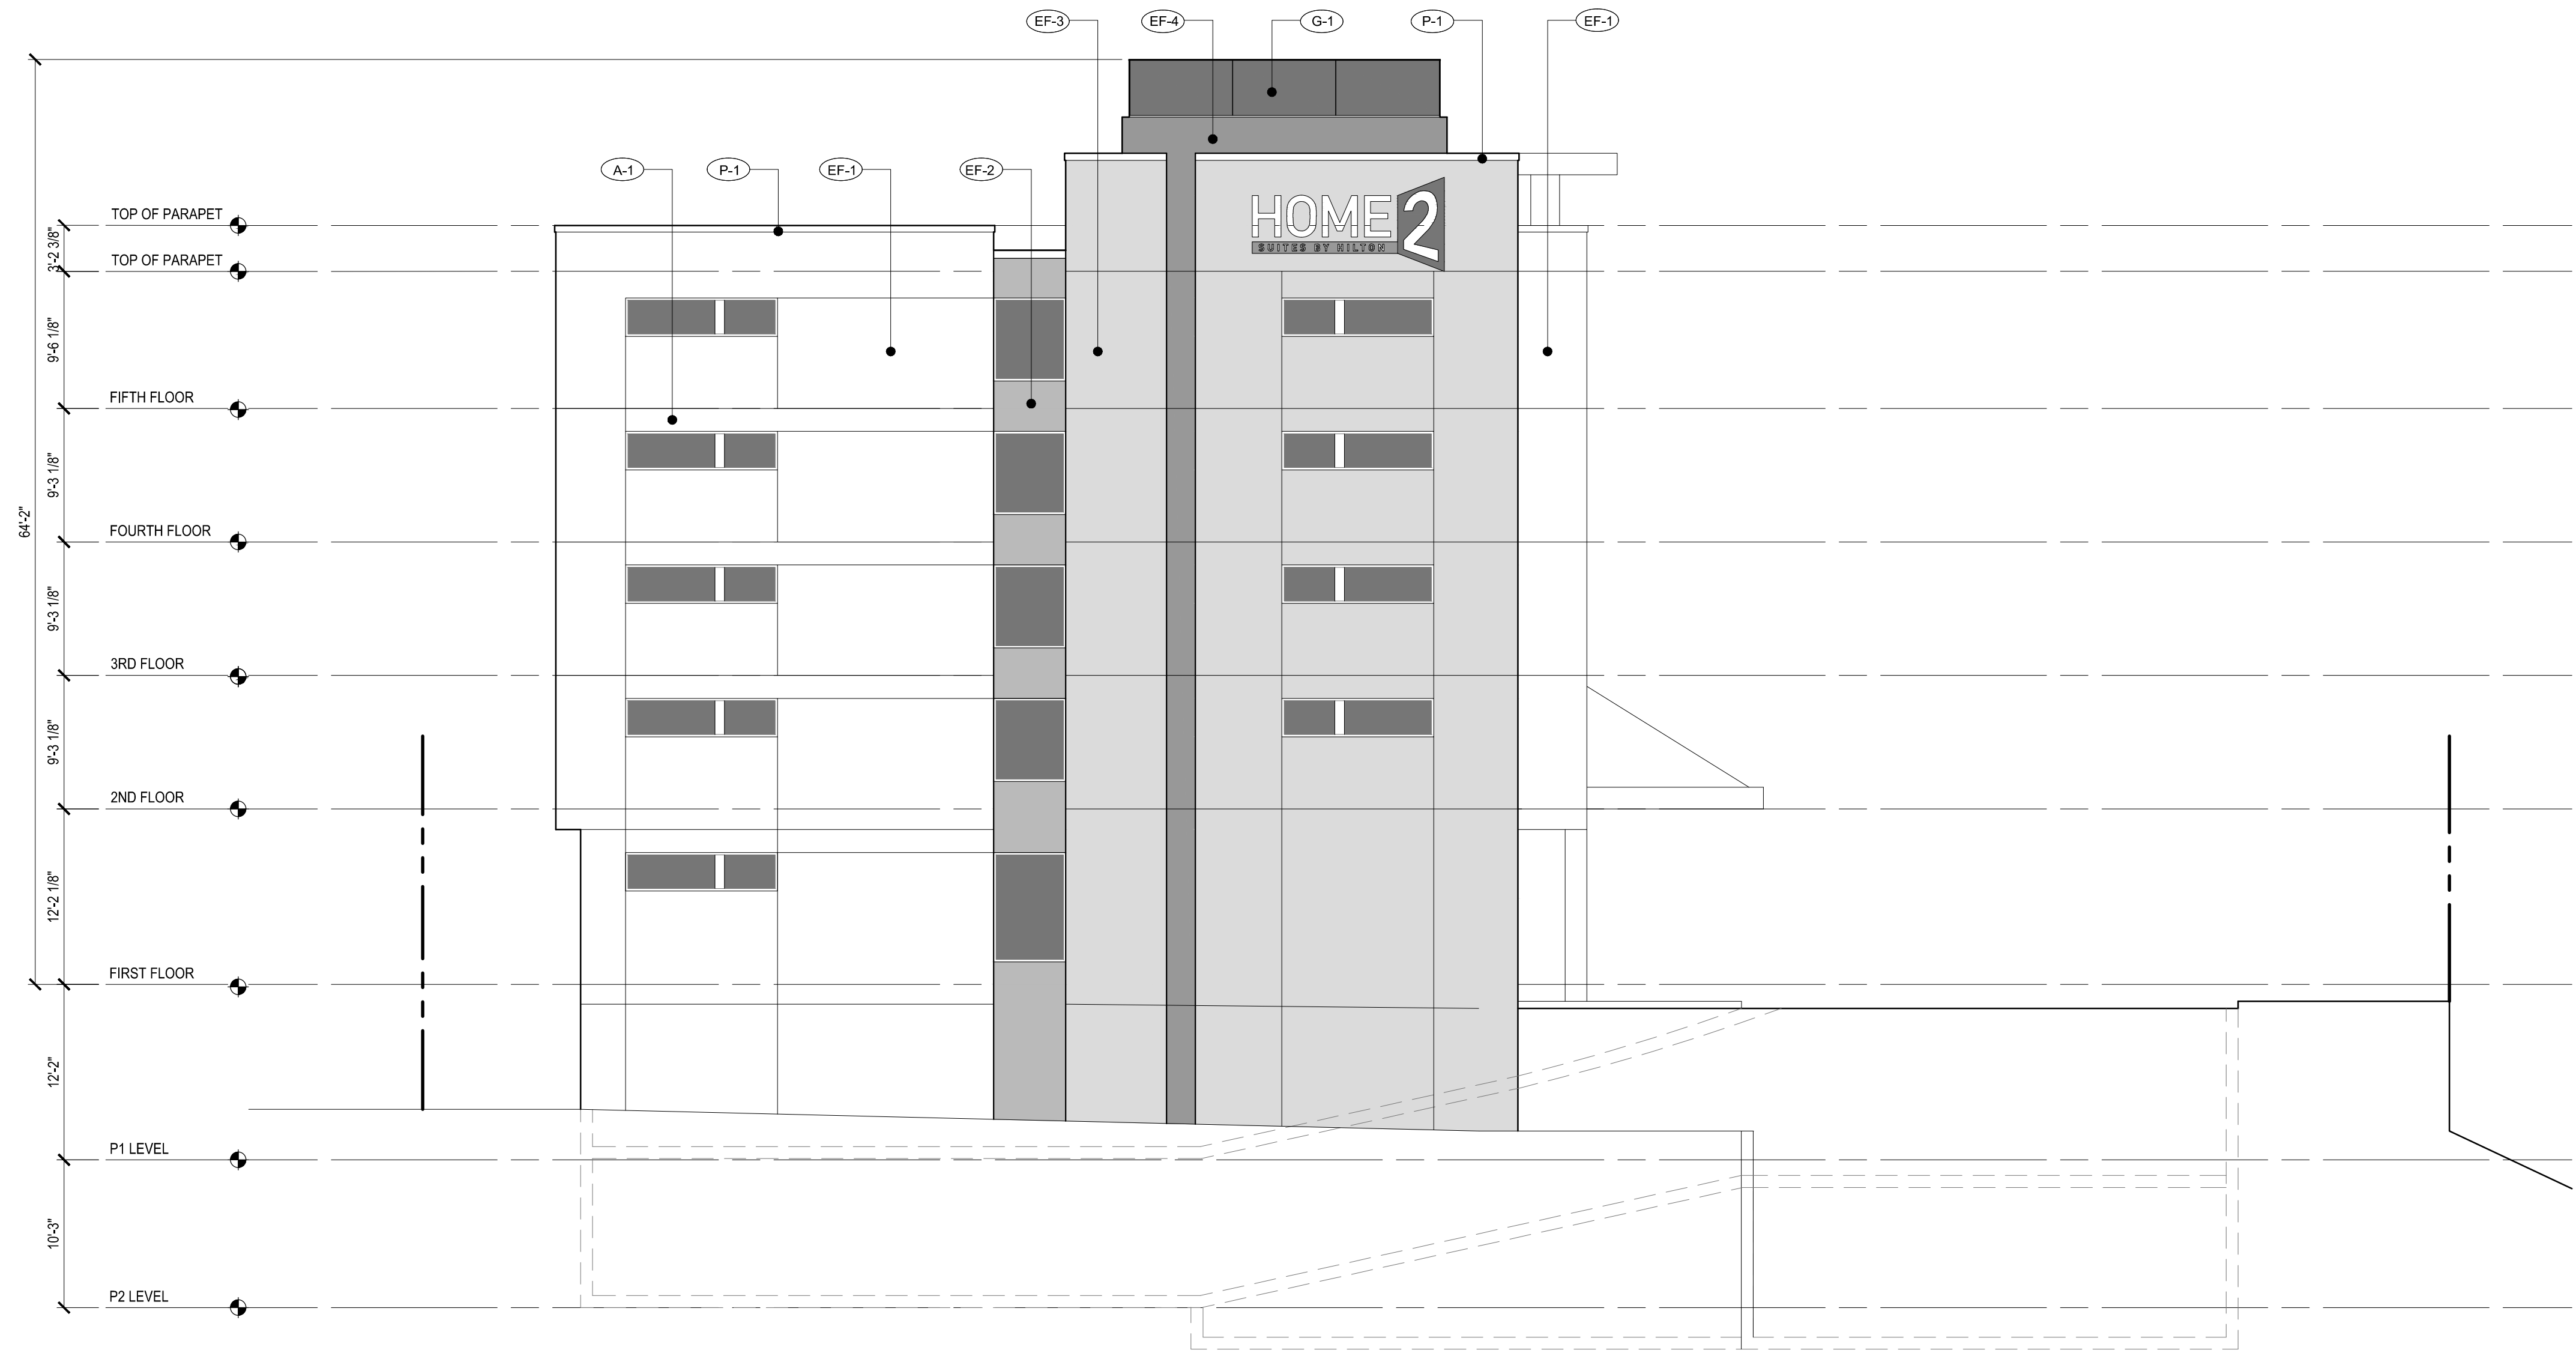 EF-3 EF-4 G-1 P-1 EF-1
A-1 P-1 EF-1 EF-2
HOME 2
SUITES BY HILTON
TOP OF PARAPET
3'-2 3/8"
TOP OF PARAPET
9'-6 1/8"
FIFTH FLOOR
9'-3 1/8"
64'-2"
FOURTH FLOOR
9'-3 1/8"
3RD FLOOR
9'-3 1/8"
2ND FLOOR
12'-2 1/8"
FIRST FLOOR
12'-2"
P1 LEVEL
10'-3"
P2 LEVEL